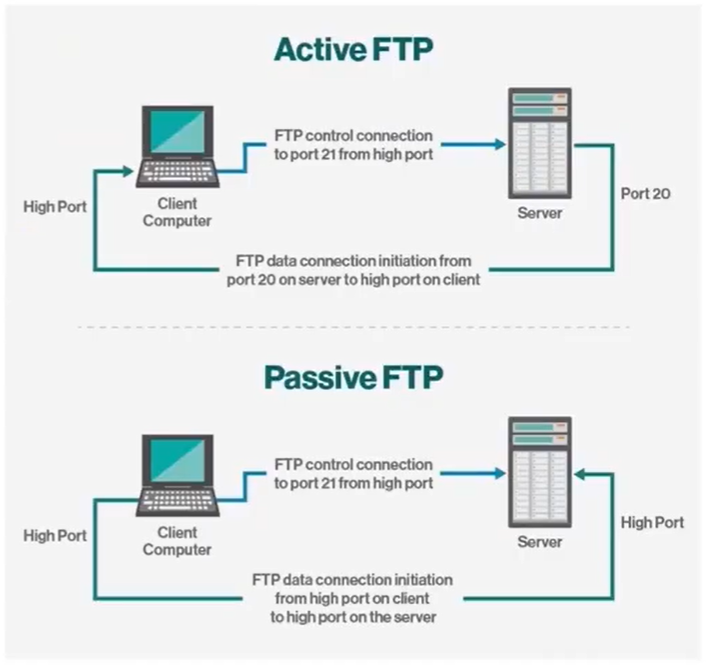 Active FTP
FTP control connection
to port 21 from high port
High Port
Client
Computer
Server
Port 20
FTP data connection initiation from
port 20 on server to high port on client
Passive FTP
FTP control connection
to port 21 from high port
High Port
Client
Computer
Server
High Port
FTP data connection initiation
from high port on client
to high port on the server